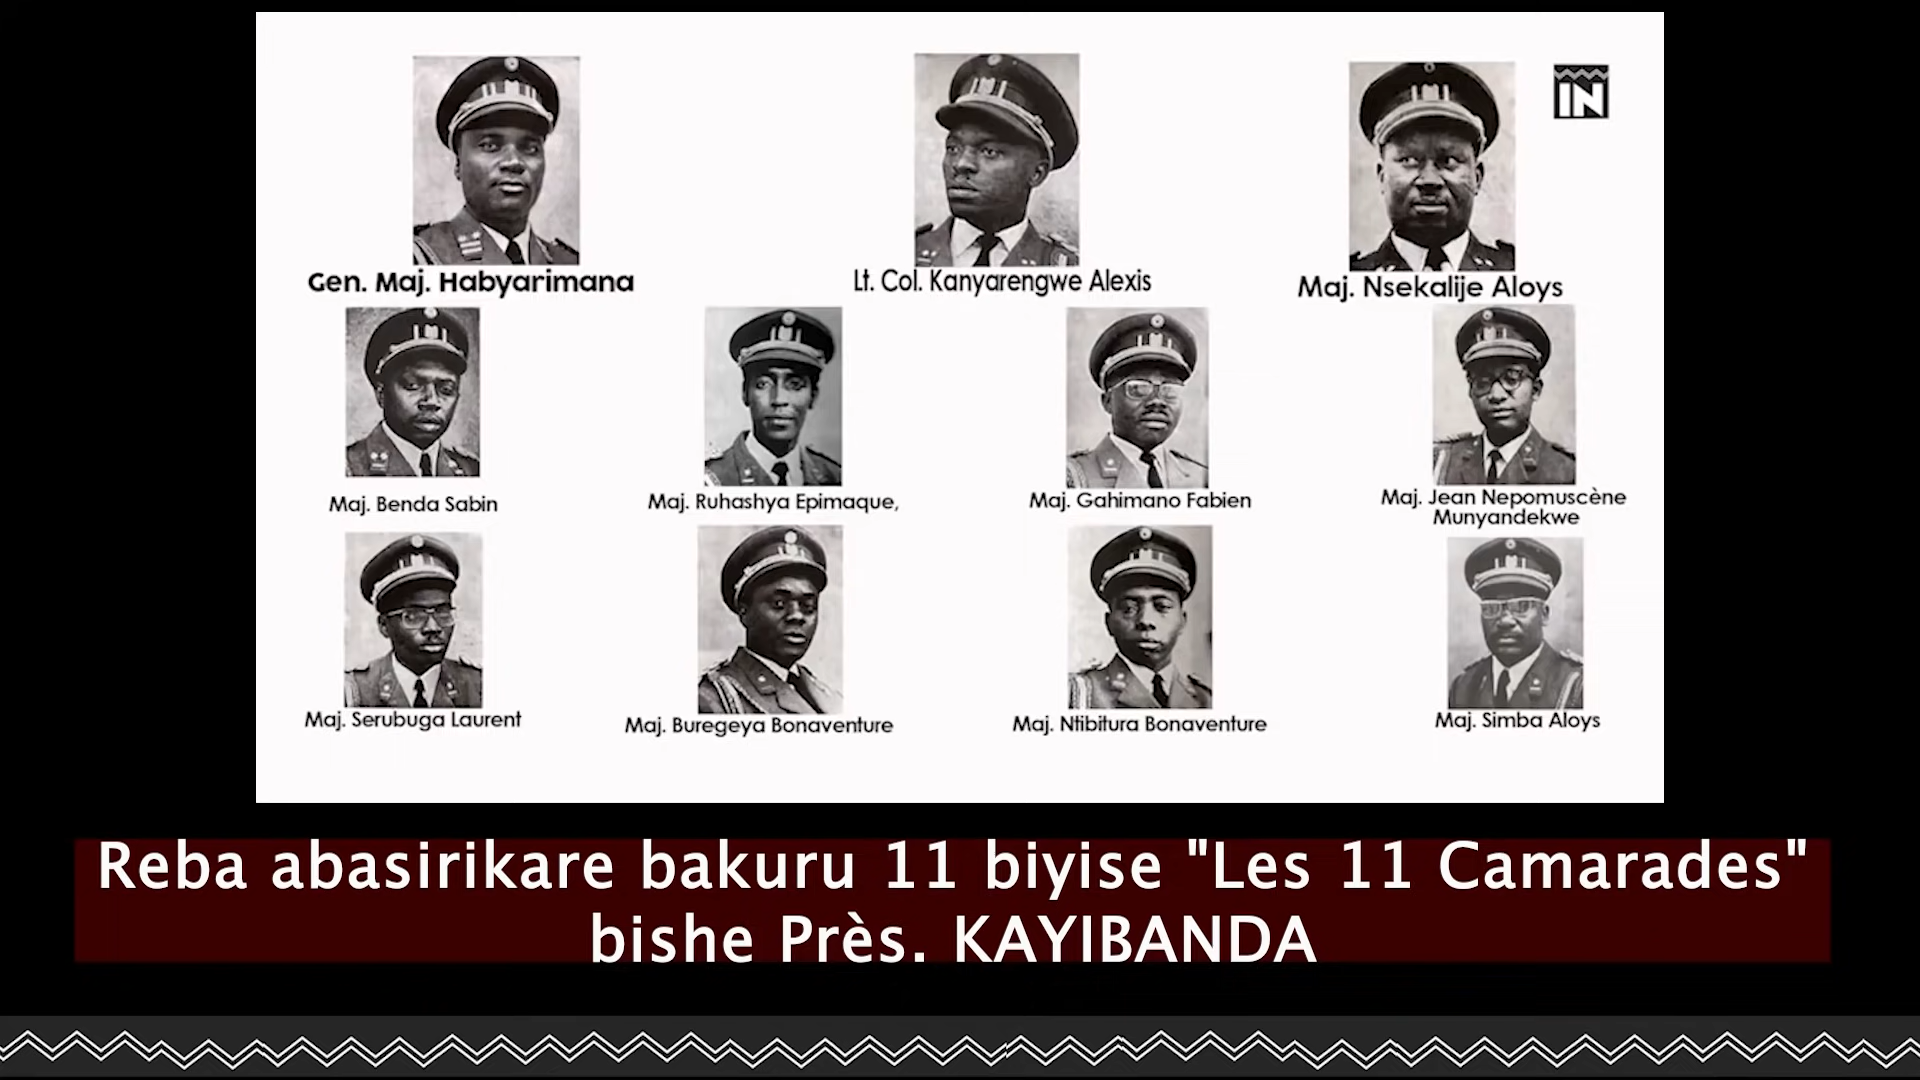 IN
Gen. Maj. Habyarimana
Lt. Col. Kanyarengwe Alexis
Maj. Nsekalije Aloys
Maj. Benda Sabin
Maj. Ruhashya Epimaque,
Maj. Gahimano Fabien
Maj. Jean Nepomuscène
Munyandekwe
Maj. Serubuga Laurent
Maj. Buregeya Bonaventure
Maj. Ntibitura Bonaventure
Maj. Simba Aloys
Reba abasirikare bakuru 11 biyise "Les 11 Camarades"
bishe Près. KAYIBANDA